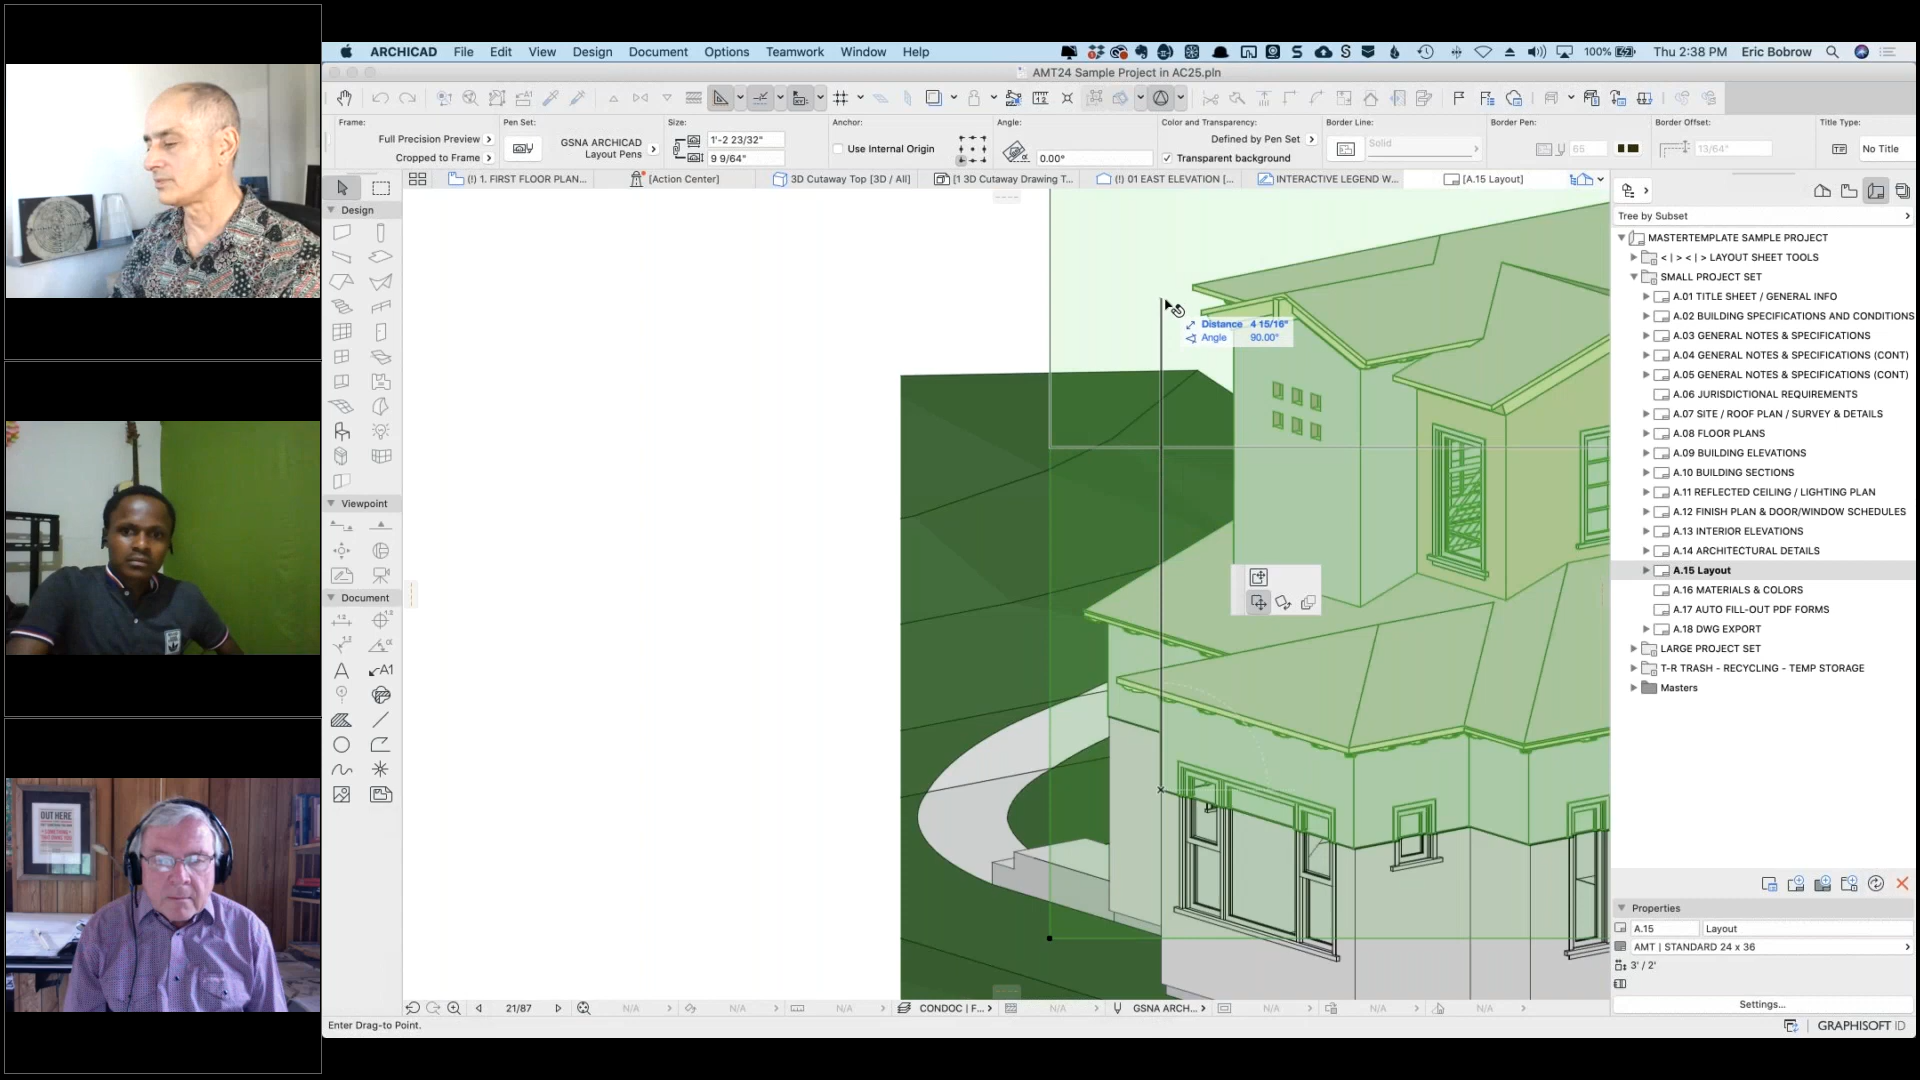 ARCHICAD File Edit View Design Document Options Teamwork Window Help 100% Thu 2:38 PM Eric Bobrow
AMT24 Sample Project in AC25.pln
Frame: Pen Set: Size: Anchor: Angle: Color and Transparency: Border Line: Border Pen: Border Offset: Title Type:
Full Precision Preview
Cropped to Frame
GSNA ARCHICAD
Layout Pens
1'-2 23/32"
9 9/64"
Use Internal Origin
0.00°
Defined by Pen Set
Transparent background
Solid
65
13/64"
No Title
(!) 1. FIRST FLOOR PLAN...
[Action Center]
3D Cutaway Top [3D / All]
[1 3D Cutaway Drawing T...
(!) 01 EAST ELEVATION [...
INTERACTIVE LEGEND W...
[A.15 Layout]
Design
Viewpoint
Document
Distance 4 15/16"
Angle 90.00°
OUT HERE
Tree by Subset
MASTERTEMPLATE SAMPLE PROJECT
< | > < | > LAYOUT SHEET TOOLS
SMALL PROJECT SET
A.01 TITLE SHEET / GENERAL INFO
A.02 BUILDING SPECIFICATIONS AND CONDITIONS
A.03 GENERAL NOTES & SPECIFICATIONS
A.04 GENERAL NOTES & SPECIFICATIONS (CONT)
A.05 GENERAL NOTES & SPECIFICATIONS (CONT)
A.06 JURISDICTIONAL REQUIREMENTS
A.07 SITE / ROOF PLAN / SURVEY & DETAILS
A.08 FLOOR PLANS
A.09 BUILDING ELEVATIONS
A.10 BUILDING SECTIONS
A.11 REFLECTED CEILING / LIGHTING PLAN
A.12 FINISH PLAN & DOOR/WINDOW SCHEDULES
A.13 INTERIOR ELEVATIONS
A.14 ARCHITECTURAL DETAILS
A.15 Layout
A.16 MATERIALS & COLORS
A.17 AUTO FILL-OUT PDF FORMS
A.18 DWG EXPORT
LARGE PROJECT SET
T-R TRASH - RECYCLING - TEMP STORAGE
Masters
Properties
A.15 Layout
AMT | STANDARD 24 x 36
3' / 2'
Settings...
21/87 N/A N/A N/A CONDOC | F... N/A GSNA ARCH... N/A N/A N/A
Enter Drag-to Point.
GRAPHISOFT ID